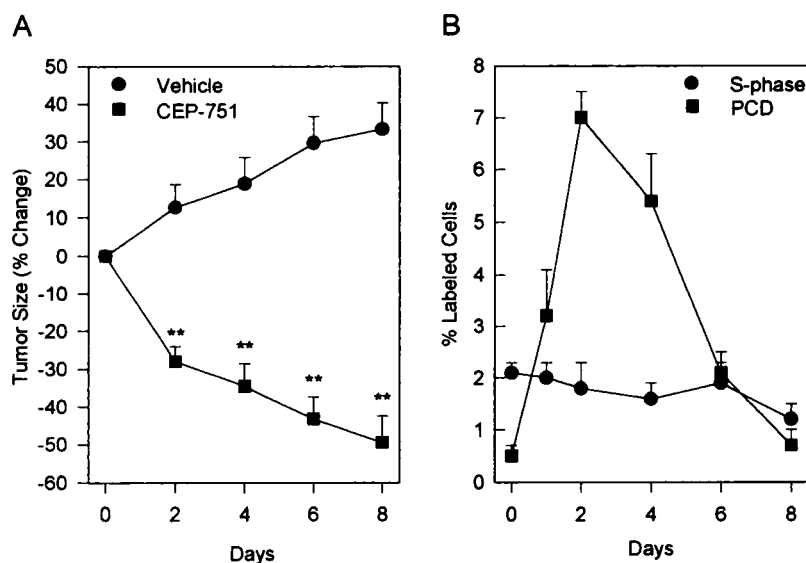 A
Vehicle
CEP-751
50
40
30
20
10
0
-10
-20
-30
-40
-50
-60
Tumor Size (% Change)
**
**
**
**
0 2 4 6 8
Days
B
S-phase
PCD
8
7
6
5
4
3
2
1
0
% Labeled Cells
0 2 4 6 8
Days